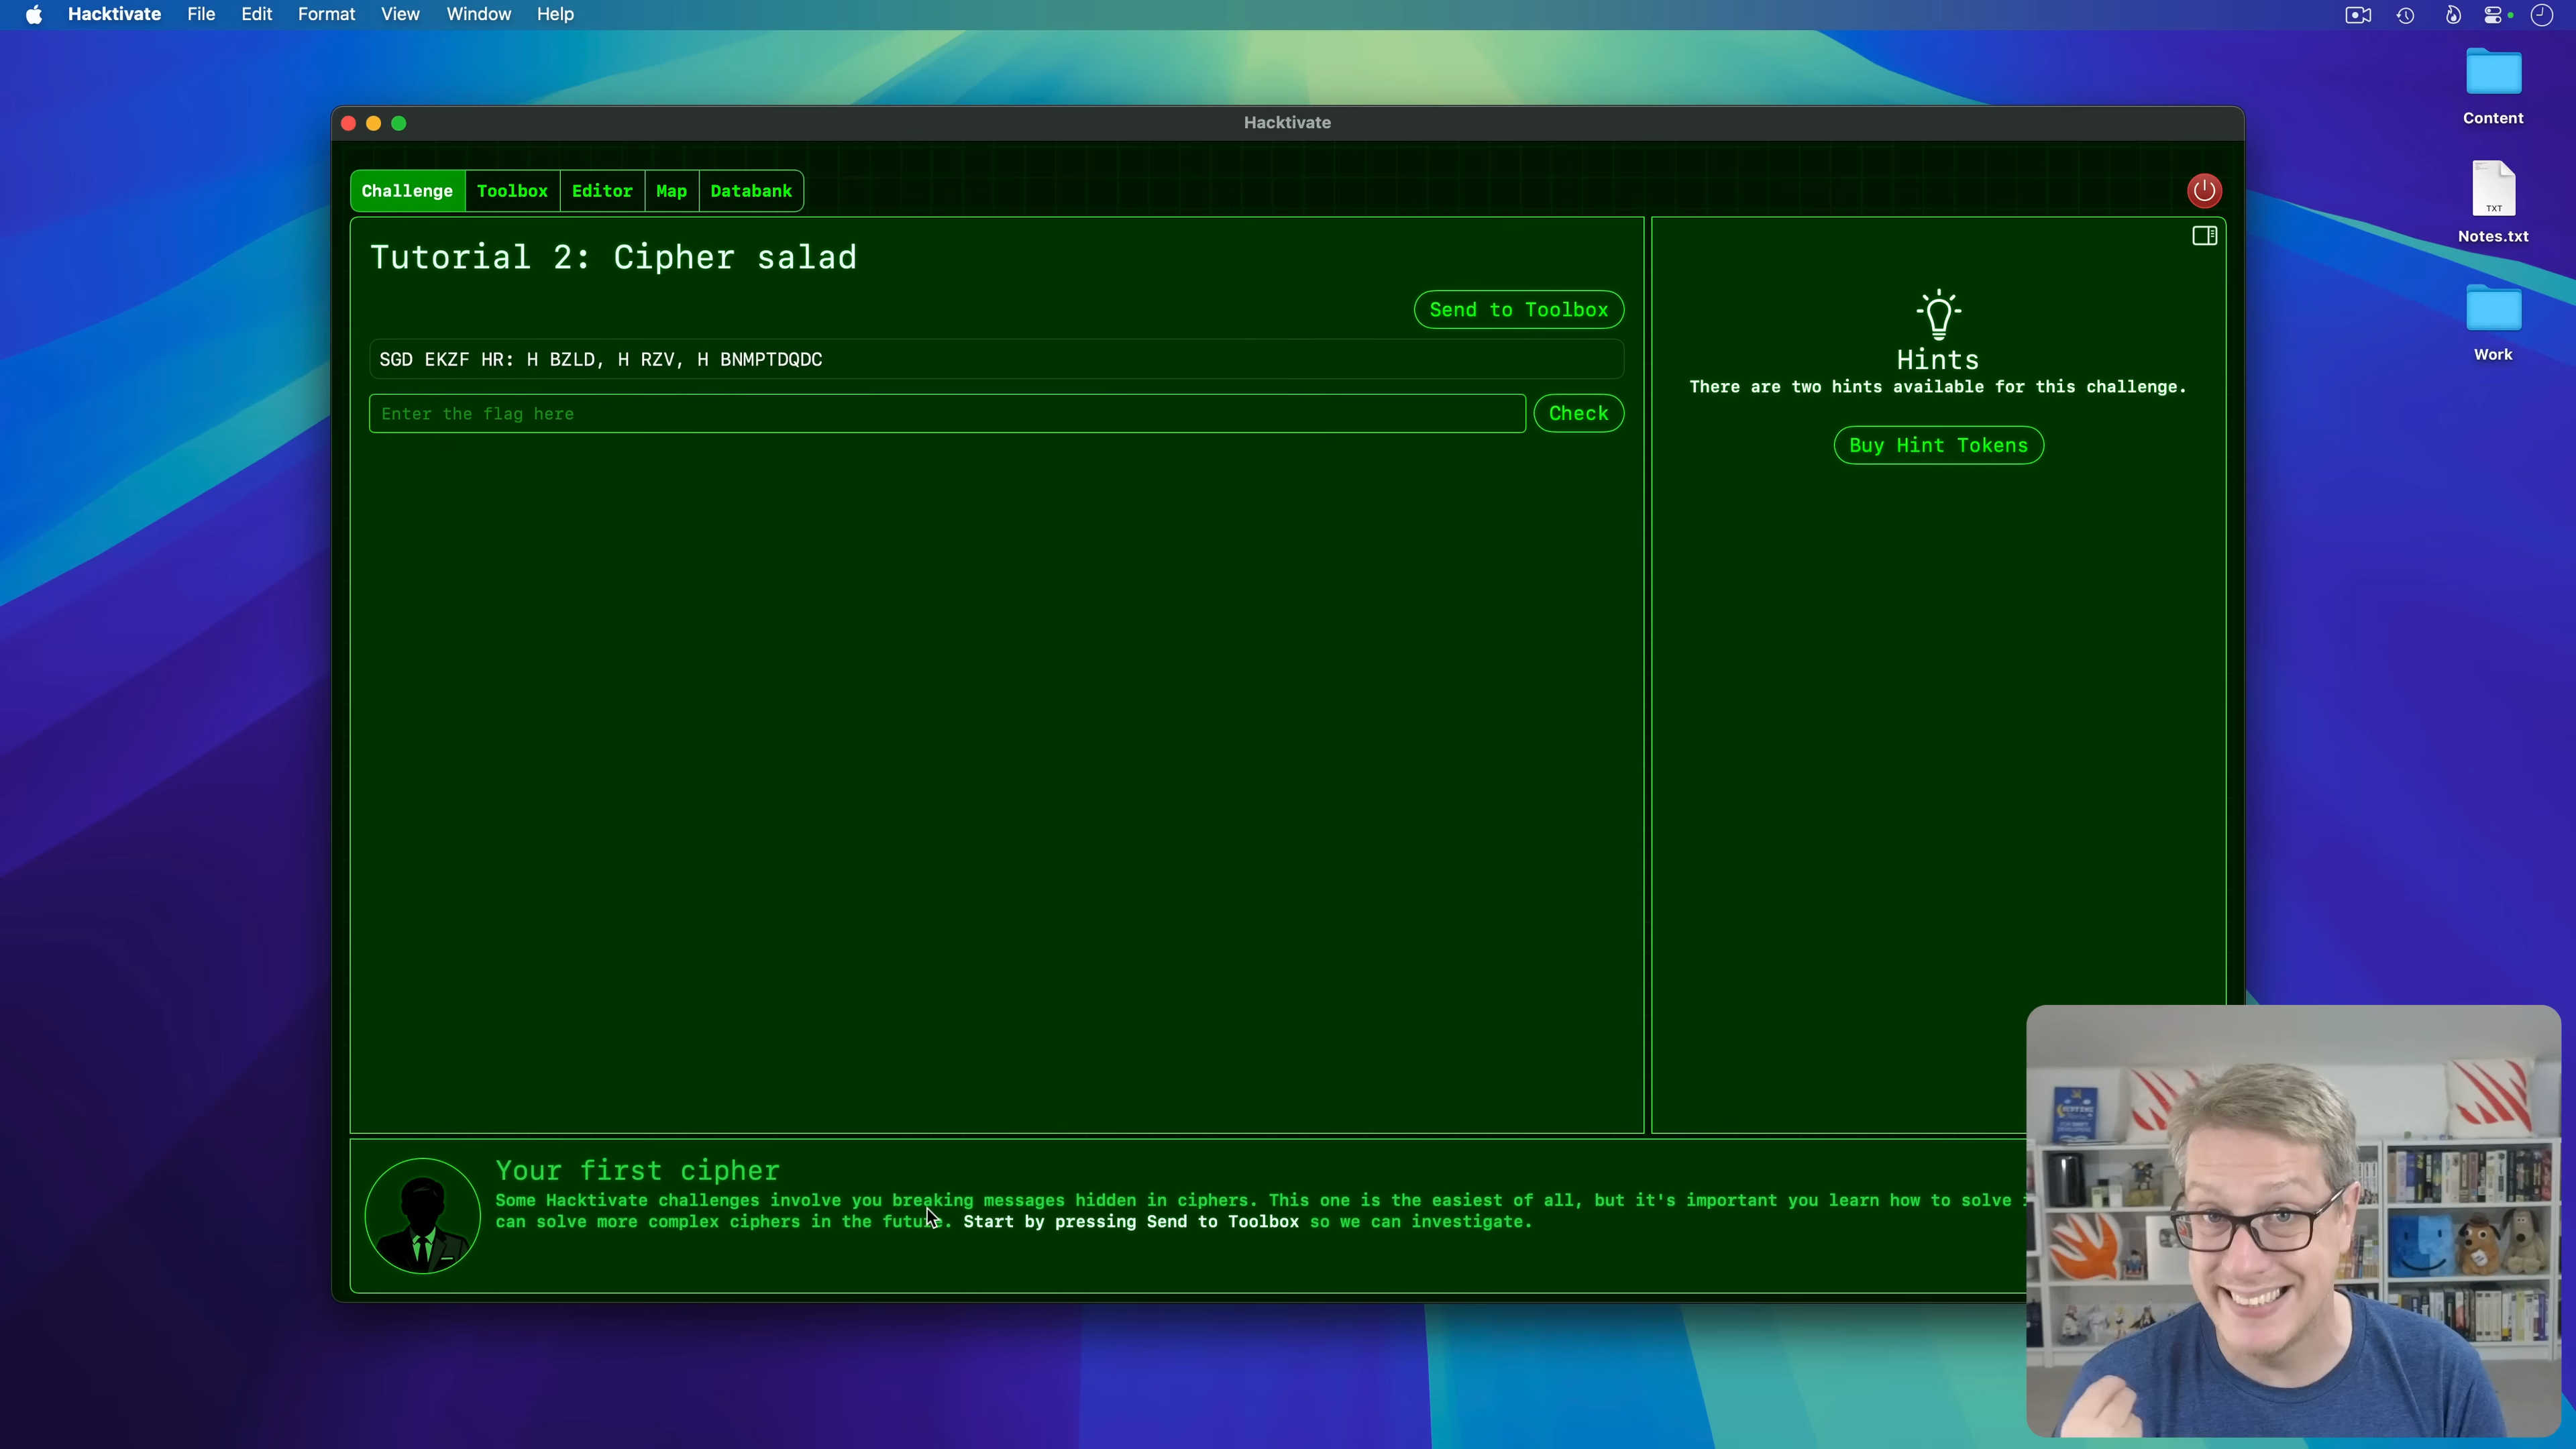 Hacktivate File Edit Format View Window Help
Content
Hacktivate
Challenge Toolbox Editor Map Databank
TXT
Notes.txt
Tutorial 2: Cipher salad
Send to Toolbox
SGD EKZF HR: H BZLD, H RZV, H BNMPTDQDC
Enter the flag here
Check
Hints
There are two hints available for this challenge.
Buy Hint Tokens
Work
Your first cipher
Some Hacktivate challenges involve you breaking messages hidden in ciphers. This one is the easiest of all, but it's important you learn how to solve
can solve more complex ciphers in the future. Start by pressing Send to Toolbox so we can investigate.